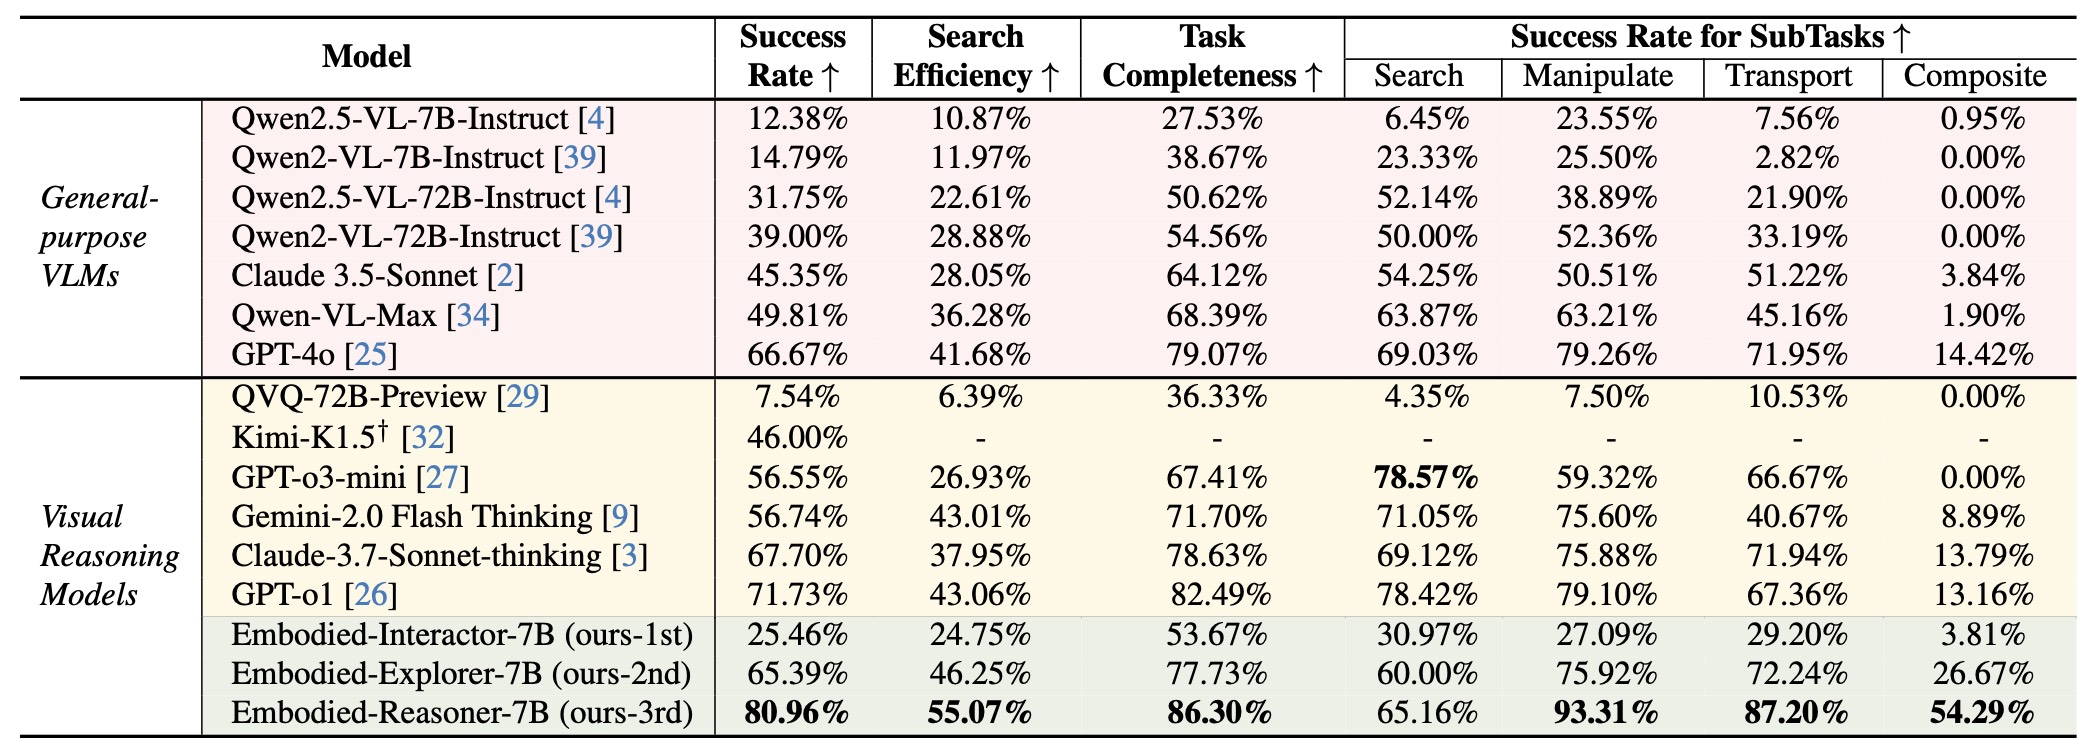 Model Success Rate ↑ Search Efficiency ↑ Task Completeness ↑ Success Rate for SubTasks ↑
Search Manipulate Transport Composite
General-purpose VLMs
Qwen2.5-VL-7B-Instruct [4] 12.38% 10.87% 27.53% 6.45% 23.55% 7.56% 0.95%
Qwen2-VL-7B-Instruct [39] 14.79% 11.97% 38.67% 23.33% 25.50% 2.82% 0.00%
Qwen2.5-VL-72B-Instruct [4] 31.75% 22.61% 50.62% 52.14% 38.89% 21.90% 0.00%
Qwen2-VL-72B-Instruct [39] 39.00% 28.88% 54.56% 50.00% 52.36% 33.19% 0.00%
Claude 3.5-Sonnet [2] 45.35% 28.05% 64.12% 54.25% 50.51% 51.22% 3.84%
Qwen-VL-Max [34] 49.81% 36.28% 68.39% 63.87% 63.21% 45.16% 1.90%
GPT-4o [25] 66.67% 41.68% 79.07% 69.03% 79.26% 71.95% 14.42%
Visual Reasoning Models
QVQ-72B-Preview [29] 7.54% 6.39% 36.33% 4.35% 7.50% 10.53% 0.00%
Kimi-K1.5† [32] 46.00% - - - - - -
GPT-o3-mini [27] 56.55% 26.93% 67.41% 78.57% 59.32% 66.67% 0.00%
Gemini-2.0 Flash Thinking [9] 56.74% 43.01% 71.70% 71.05% 75.60% 40.67% 8.89%
Claude-3.7-Sonnet-thinking [3] 67.70% 37.95% 78.63% 69.12% 75.88% 71.94% 13.79%
GPT-o1 [26] 71.73% 43.06% 82.49% 78.42% 79.10% 67.36% 13.16%
Embodied-Interactor-7B (ours-1st) 25.46% 24.75% 53.67% 30.97% 27.09% 29.20% 3.81%
Embodied-Explorer-7B (ours-2nd) 65.39% 46.25% 77.73% 60.00% 75.92% 72.24% 26.67%
Embodied-Reasoner-7B (ours-3rd) 80.96% 55.07% 86.30% 65.16% 93.31% 87.20% 54.29%